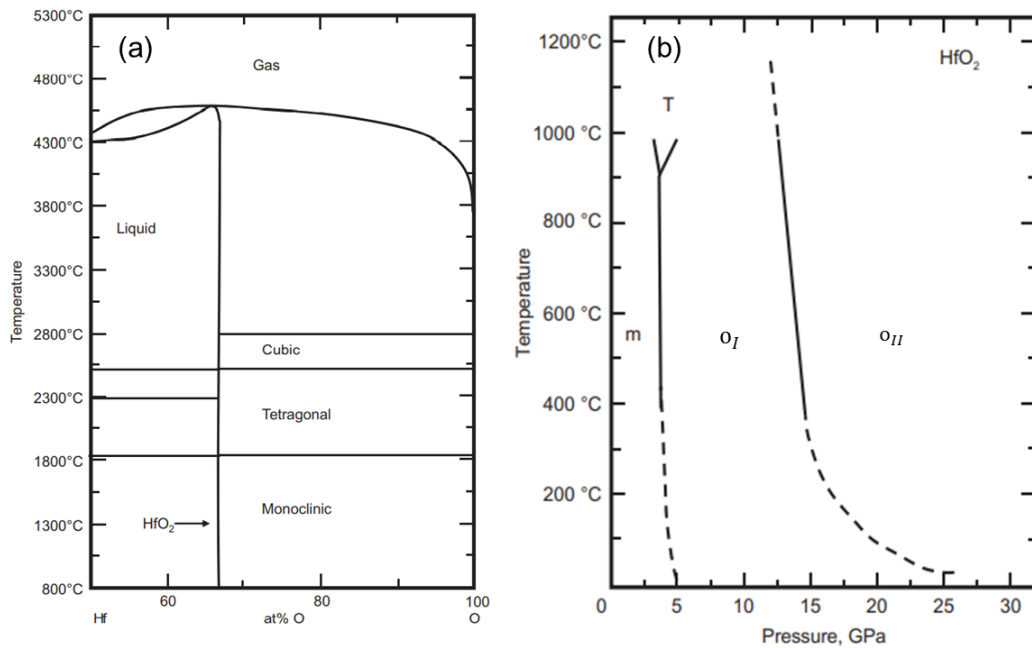 (a)
5300°C
4800°C
4300°C
3800°C
3300°C
2800°C
2300°C
1800°C
1300°C
800°C
Temperature
Gas
Liquid
Cubic
Tetragonal
Monoclinic
HfO₂
60
80
100
Hf
at% O
O
(b)
HfO₂
1200°C
1000°C
800 °C
600 °C
400 °C
200 °C
Temperature
T
m
o_I
o_II
0
5
10
15
20
25
30
Pressure, GPa